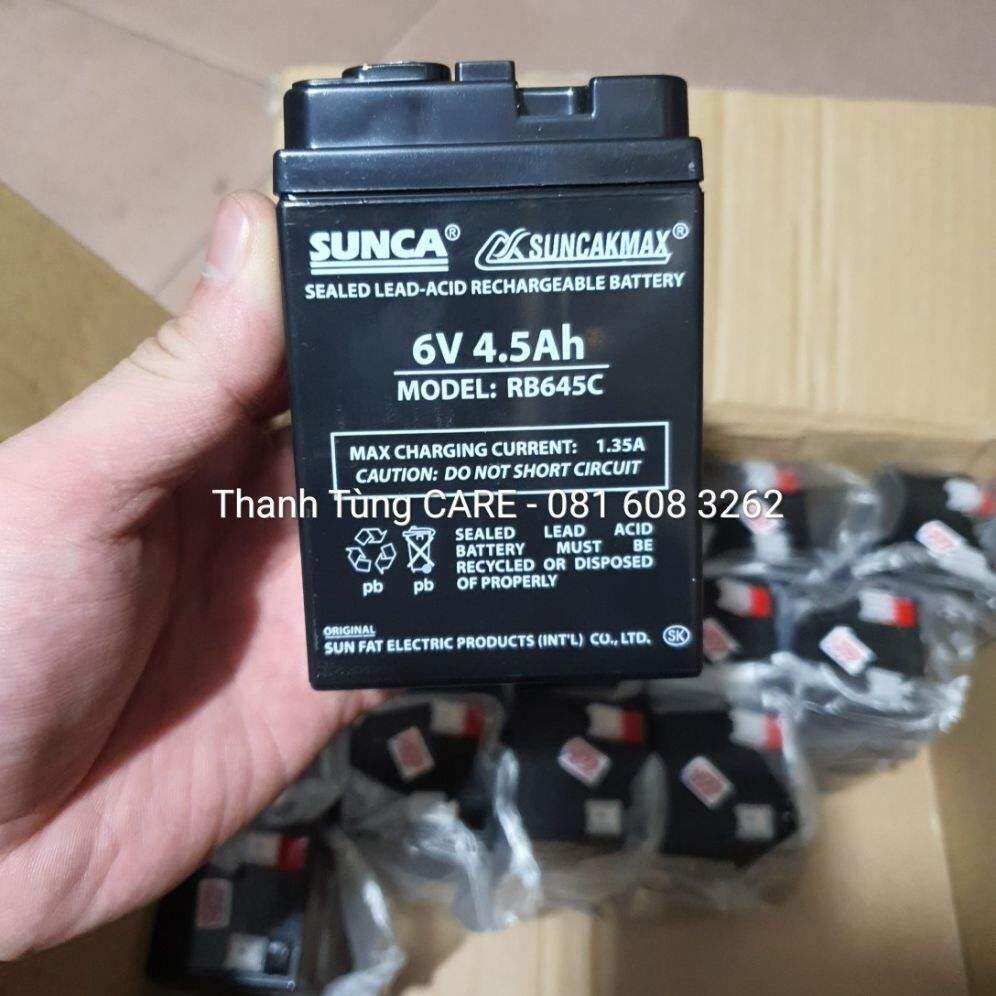 SUNCA® SUNCAKMAX®
SEALED LEAD-ACID RECHARGEABLE BATTERY
6V 4.5Ah
MODEL: RB645C
MAX CHARGING CURRENT: 1.35A
CAUTION: DO NOT SHORT CIRCUIT
Thanh Tùng CARE - 081 608 3262
SEALED LEAD ACID
BATTERY MUST BE
RECYCLED OR DISPOSED
OF PROPERLY
pb pb
ORIGINAL
SUN FAT ELECTRIC PRODUCTS (INT'L) CO., LTD. SK